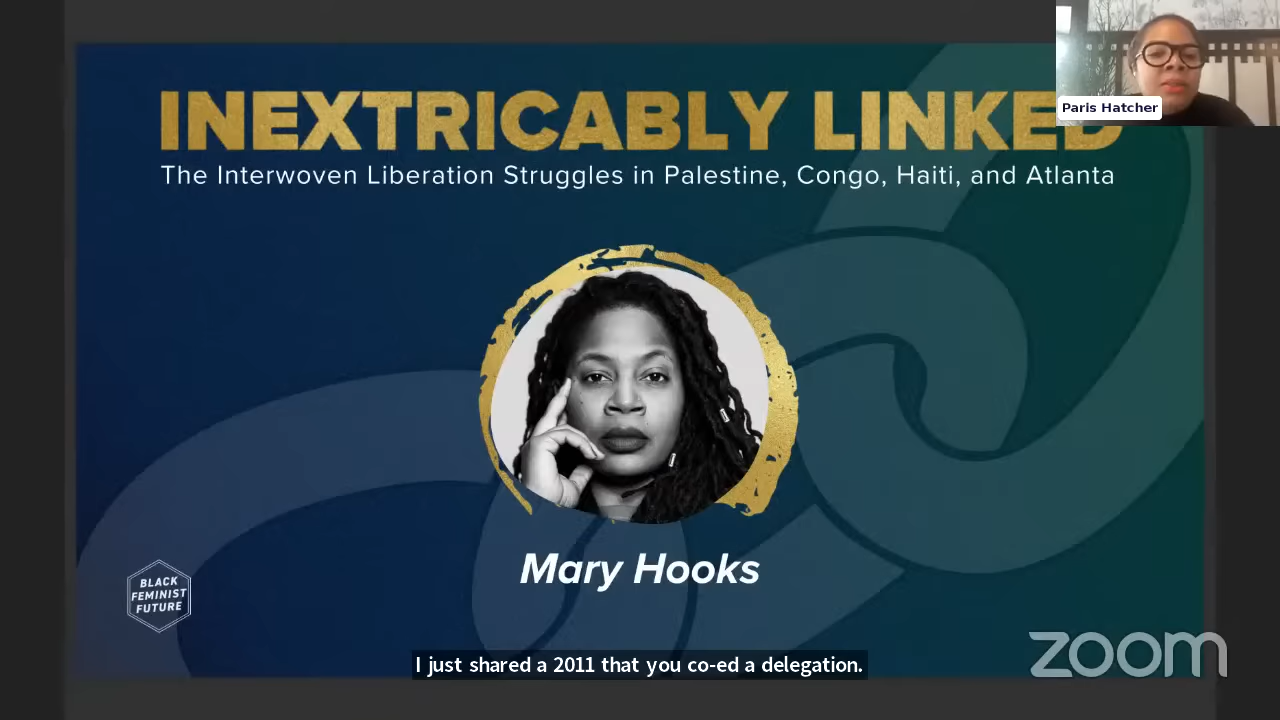 INEXTRICABLY LINKED
The Interwoven Liberation Struggles in Palestine, Congo, Haiti, and Atlanta
Paris Hatcher
Mary Hooks
BLACK
FEMINIST
FUTURE
I just shared a 2011 that you co-ed a delegation.
zoom